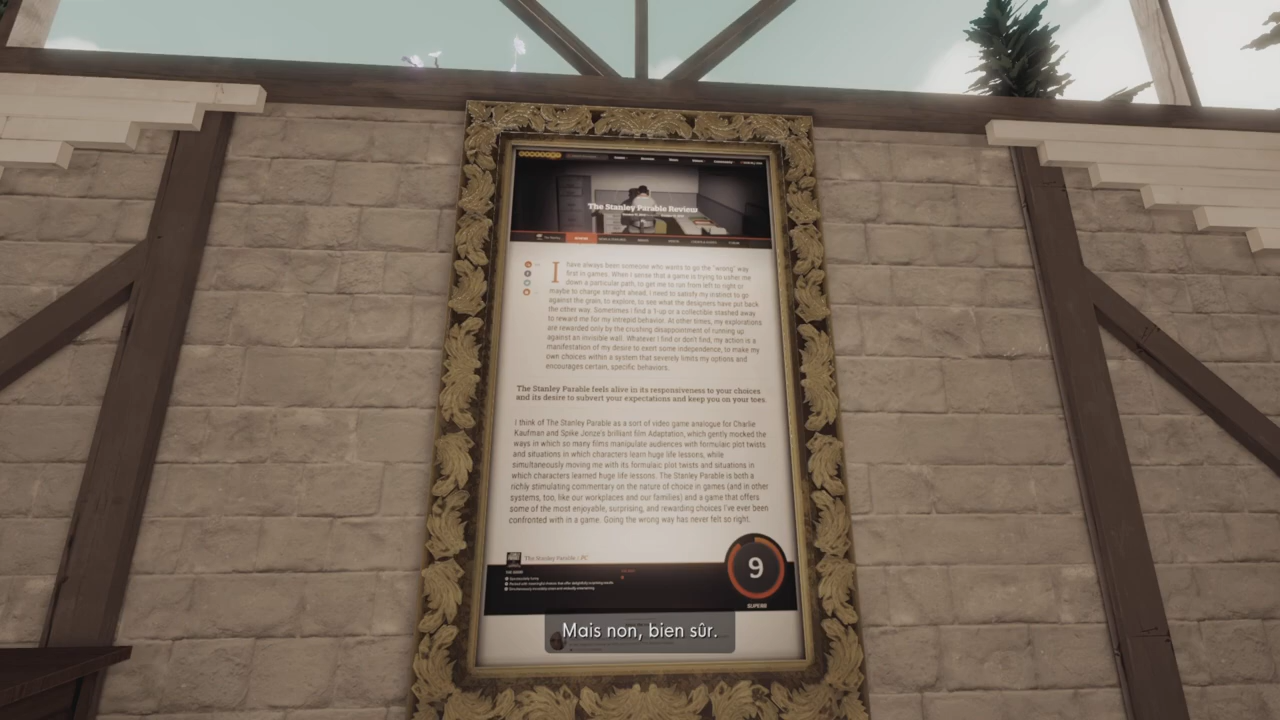 The Stanley Parable Review
I have always been someone who wants to go the "wrong" way
first in games. When I sense that a game is trying to usher me
down a particular path, to get me to run from left to right or
maybe to charge straight ahead, I need to satisfy my instinct to go
against the grain, to explore, to see what the designers have put back
the other way. Sometimes I find a 1-up or a collectible stashed away
to reward me for my intrepid behavior. At other times, my explorations
are rewarded only by the crushing disappointment of running up
against an invisible wall. Whatever I find or don't find, my action is a
manifestation of my desire to exert some independence, to make my
own choices within a system that severely limits my options and
encourages certain, specific behaviors.
The Stanley Parable feels alive in its responsiveness to your choices
and its desire to subvert your expectations and keep you on your toes.
I think of The Stanley Parable as a sort of video game analogue for Charlie
Kaufman and Spike Jonze's brilliant film Adaptation, which gently mocked the
ways in which so many films manipulate audiences with formulaic plot twists
and situations in which characters learn huge life lessons, while
simultaneously moving me with its formulaic plot twists and situations in
which characters learned huge life lessons. The Stanley Parable is both a
richly stimulating commentary on the nature of choice in games (and in other
systems, too, like our workplaces and our families) and a game that offers
some of the most enjoyable, surprising, and rewarding choices I've ever been
confronted with in a game. Going the wrong way has never felt so right.
The Stanley Parable / PC
9
SUPERB
Mais non, bien sûr.